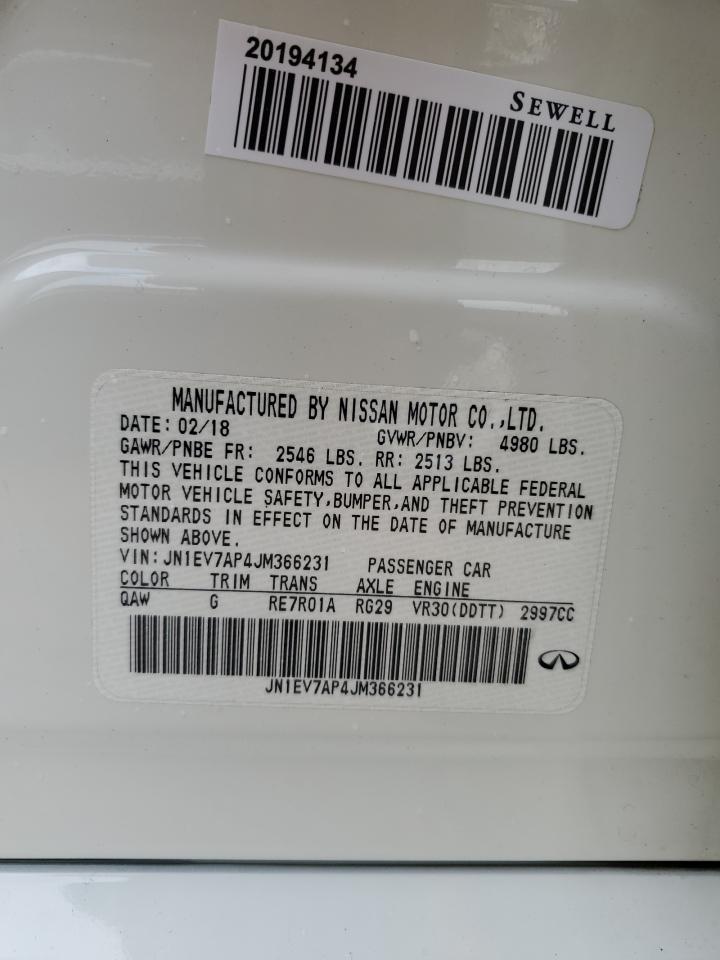 20194134
SEWELL
MANUFACTURED BY NISSAN MOTOR CO.,LTD.
DATE: 02/18 GVWR/PNBV: 4980 LBS.
GAWR/PNBE FR: 2546 LBS. RR: 2513 LBS.
THIS VEHICLE CONFORMS TO ALL APPLICABLE FEDERAL
MOTOR VEHICLE SAFETY,BUMPER,AND THEFT PREVENTION
STANDARDS IN EFFECT ON THE DATE OF MANUFACTURE
SHOWN ABOVE.
VIN: JN1EV7AP4JM366231 PASSENGER CAR
COLOR TRIM TRANS AXLE ENGINE
QAW G RE7R01A RG29 VR30(DDTT) 2997CC
JN1EV7AP4JM366231